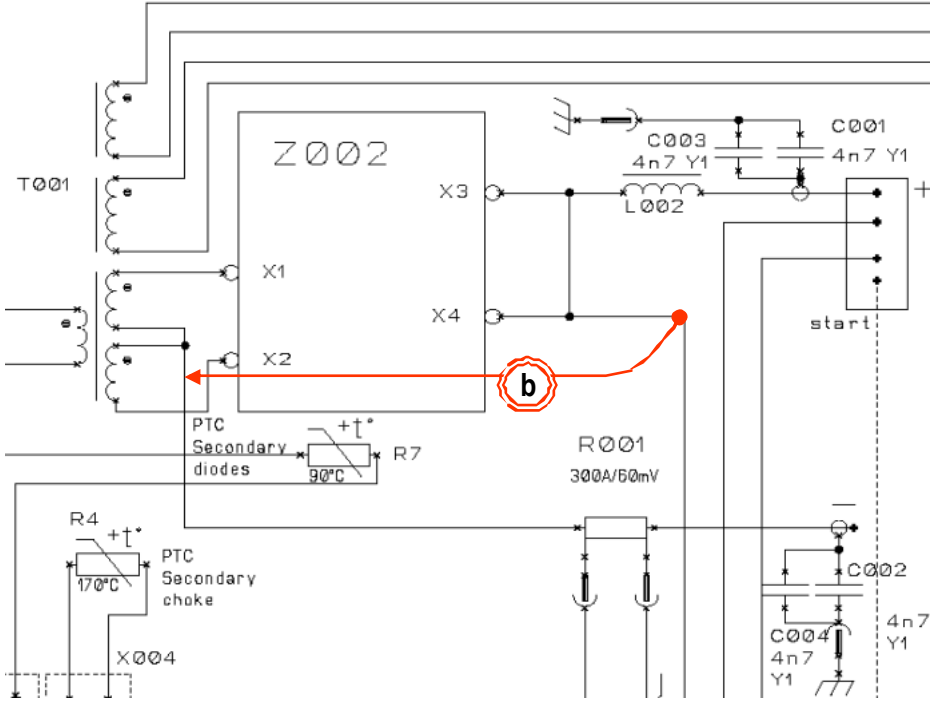 Z002
C003
4n7 Y1
C001
4n7 Y1
T001
X3
L002
+
X1
X4
start
X2
b
PTC
Secondary
diodes
+t°
90°C
R7
R001
300A/60mV
R4
+t°
170°C
PTC
Secondary
choke
C002
4n7
Y1
C004
4n7
Y1
X004